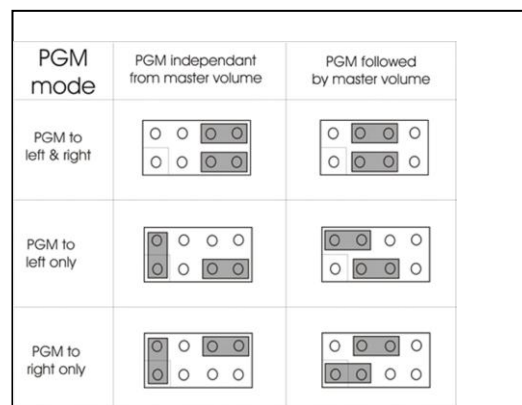 PGM
mode
PGM independant
from master volume
PGM followed
by master volume
PGM to
left & right
PGM to
left only
PGM to
right only